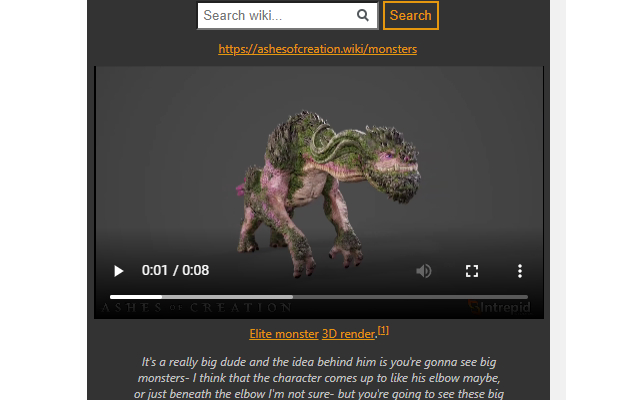 Search wiki...
Search
https://ashesofcreation.wiki/monsters
0:01 / 0:08
ASHES OF CREATION
Intrepid
Elite monster 3D render.[1]
It's a really big dude and the idea behind him is you're gonna see big
monsters- I think that the character comes up to like his elbow maybe,
or just beneath the elbow I'm not sure- but you're going to see these big